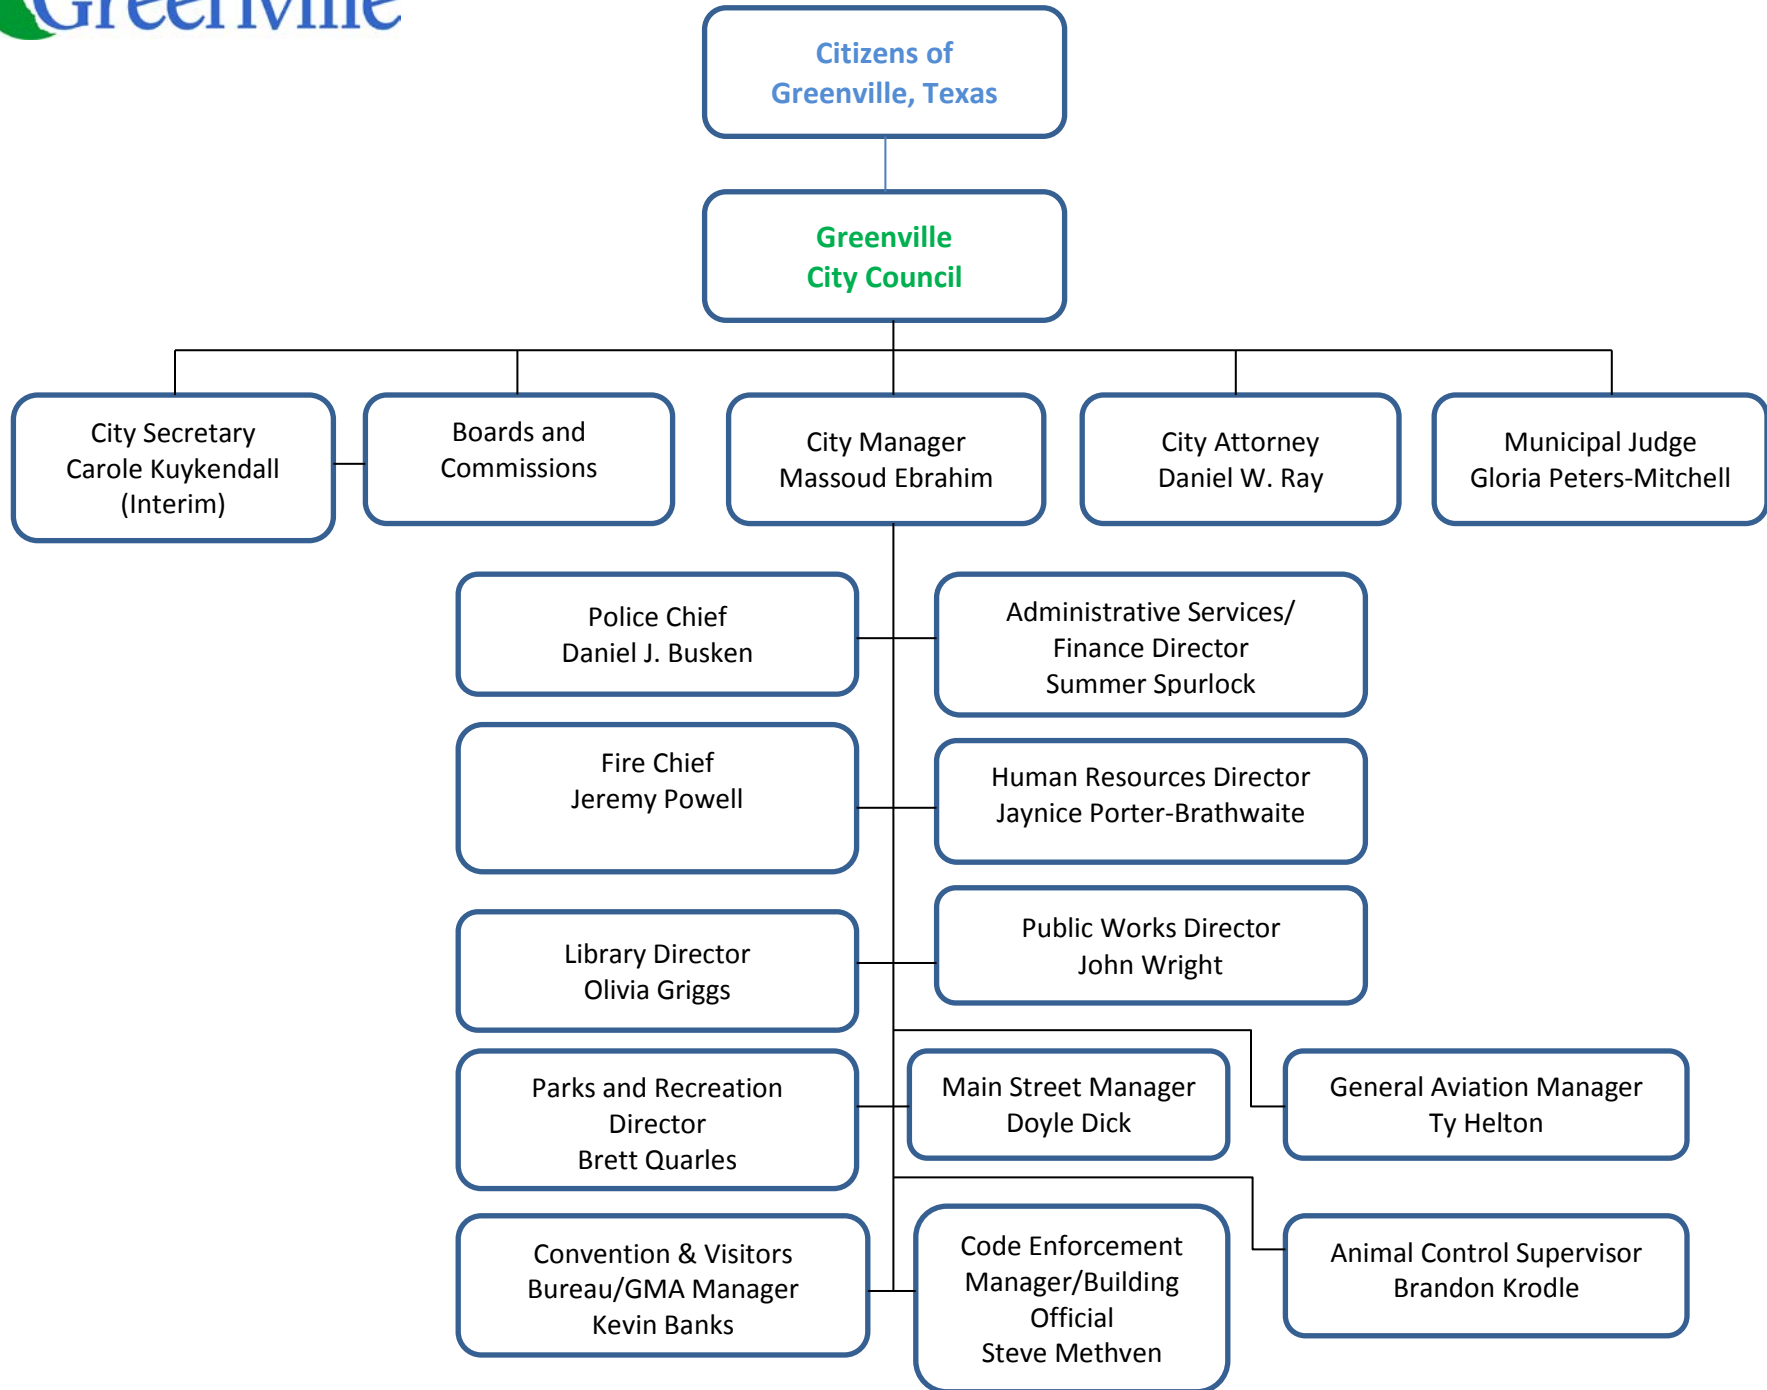 Greenville
Citizens of
Greenville, Texas
Greenville
City Council
City Secretary
Carole Kuykendall
(Interim)
Boards and
Commissions
City Manager
Massoud Ebrahim
City Attorney
Daniel W. Ray
Municipal Judge
Gloria Peters-Mitchell
Police Chief
Daniel J. Busken
Administrative Services/
Finance Director
Summer Spurlock
Fire Chief
Jeremy Powell
Human Resources Director
Jaynice Porter-Brathwaite
Library Director
Olivia Griggs
Public Works Director
John Wright
Parks and Recreation
Director
Brett Quarles
Main Street Manager
Doyle Dick
General Aviation Manager
Ty Helton
Convention & Visitors
Bureau/GMA Manager
Kevin Banks
Code Enforcement
Manager/Building
Official
Steve Methven
Animal Control Supervisor
Brandon Krodle